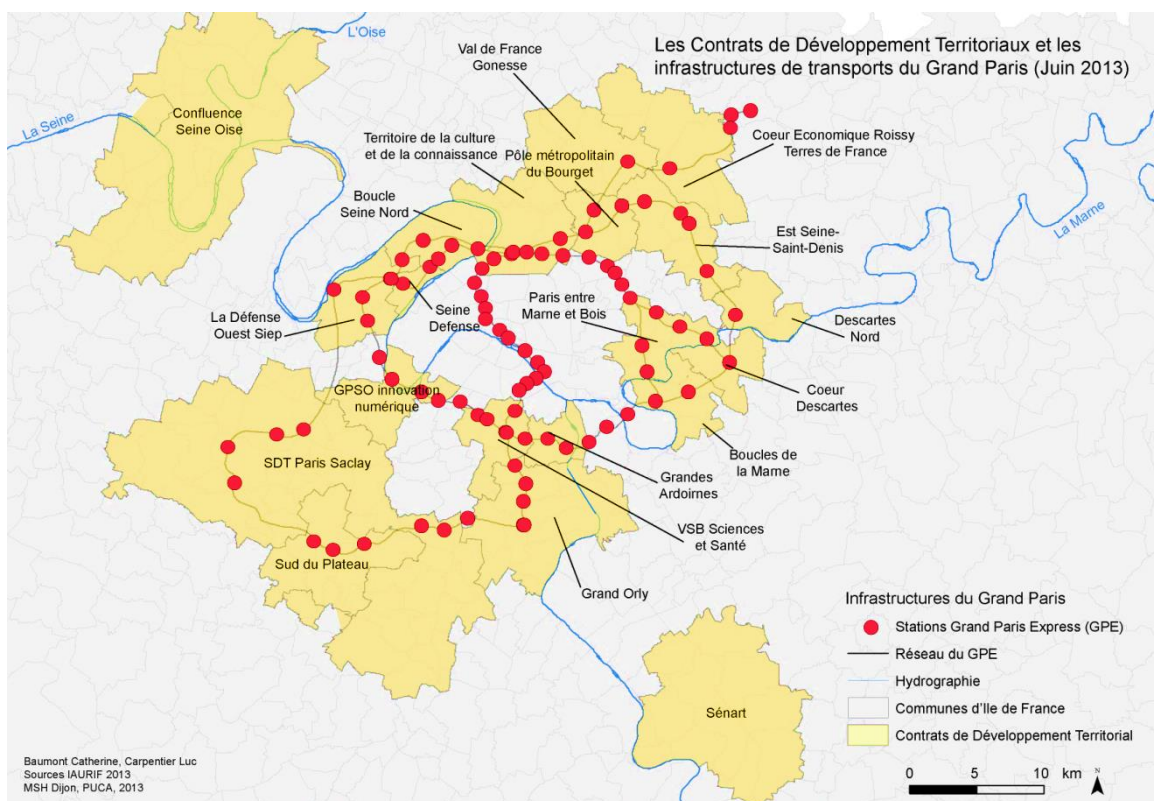 Les Contrats de Développement Territoriaux et les
infrastructures de transports du Grand Paris (Juin 2013)
L'Oise
La Seine
Confluence
Seine Oise
Val de France
Gonesse
Territoire de la culture
et de la connaissance
Pôle métropolitain
du Bourget
Coeur Economique Roissy
Terres de France
Boucle
Seine Nord
La Marne
Est Seine-
Saint-Denis
La Défense
Ouest Siep
Seine
Defense
Paris entre
Marne et Bois
Descartes
Nord
GPSO innovation
numérique
Coeur
Descartes
SDT Paris Saclay
Boucles de
la Marne
Grandes
Ardoirnes
VSB Sciences
et Santé
Sud du Plateau
Grand Orly
Sénart
Infrastructures du Grand Paris
Stations Grand Paris Express (GPE)
Réseau du GPE
Hydrographie
Communes d'Ile de France
Contrats de Développement Territorial
Baumont Catherine, Carpentier Luc
Sources IAURIF 2013
MSH Dijon, PUCA, 2013
0 5 10 km
N